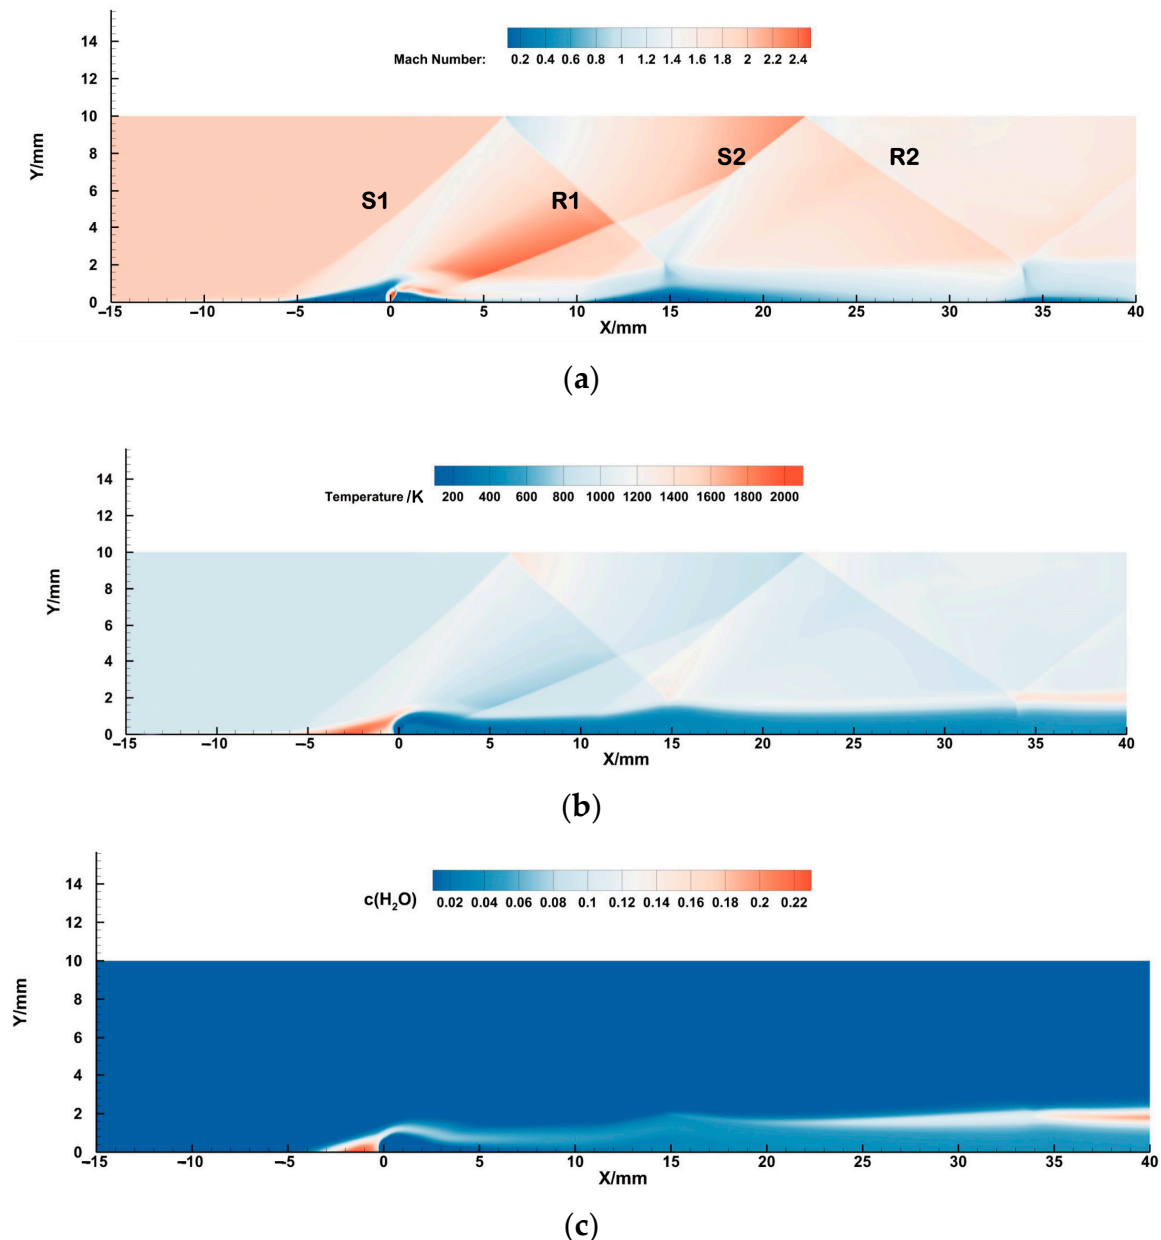 14
12
10
8
6
4
2
0
Y/mm
Mach Number:
0.2 0.4 0.6 0.8 1 1.2 1.4 1.6 1.8 2 2.2 2.4
S1
R1
S2
R2
−15 −10 −5 0 5 10 15 20 25 30 35 40
X/mm
(a)
14
12
10
8
6
4
2
0
Y/mm
Temperature /K
200 400 600 800 1000 1200 1400 1600 1800 2000
−15 −10 −5 0 5 10 15 20 25 30 35 40
X/mm
(b)
14
12
10
8
6
4
2
0
Y/mm
c(H₂O)
0.02 0.04 0.06 0.08 0.1 0.12 0.14 0.16 0.18 0.2 0.22
−15 −10 −5 0 5 10 15 20 25 30 35 40
X/mm
(c)